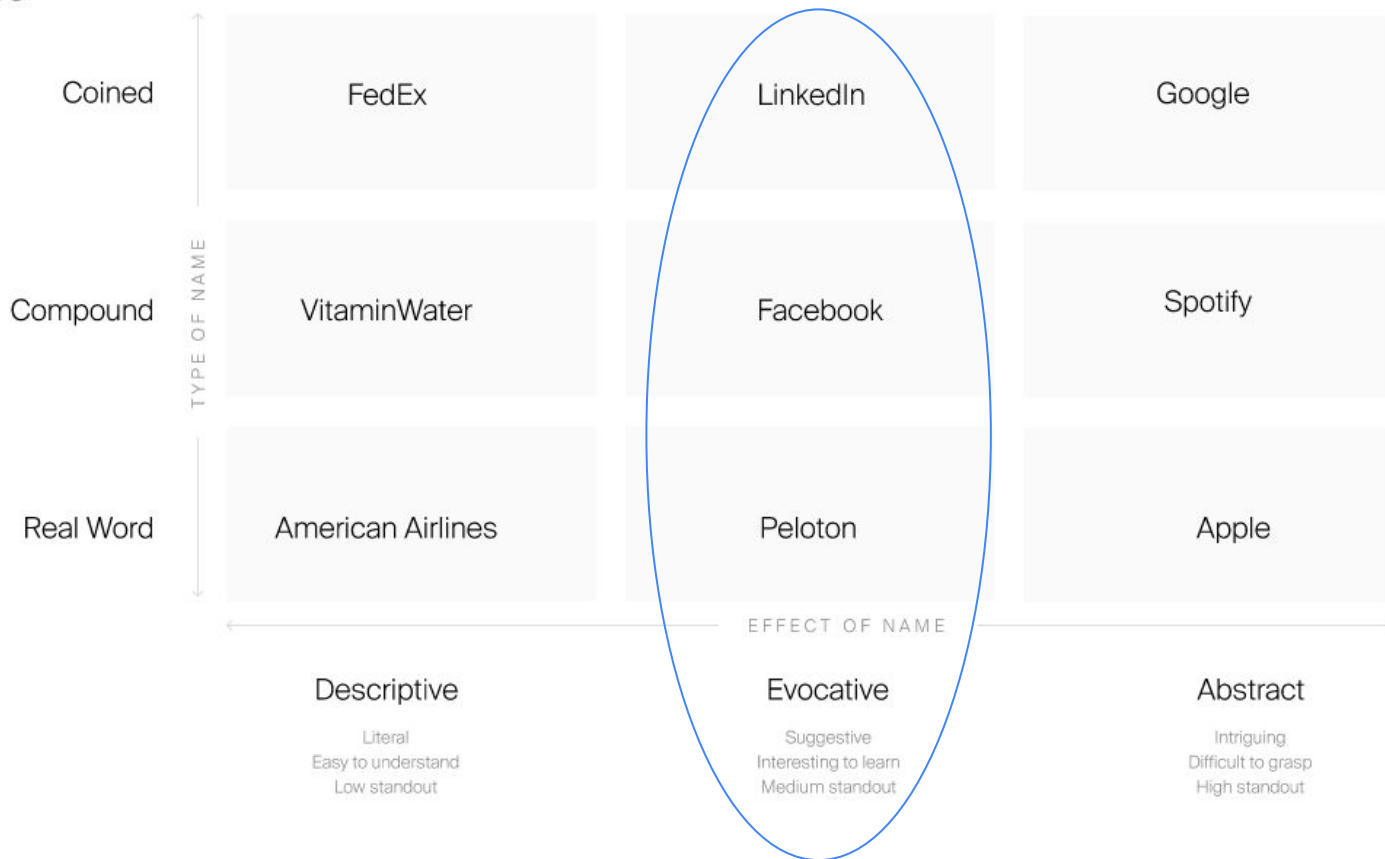 Coined
FedEx
LinkedIn
Google
TYPE OF NAME
Compound
VitaminWater
Facebook
Spotify
Real Word
American Airlines
Peloton
Apple
EFFECT OF NAME
Descriptive
Evocative
Abstract
Literal
Suggestive
Intriguing
Easy to understand
Interesting to learn
Difficult to grasp
Low standout
Medium standout
High standout